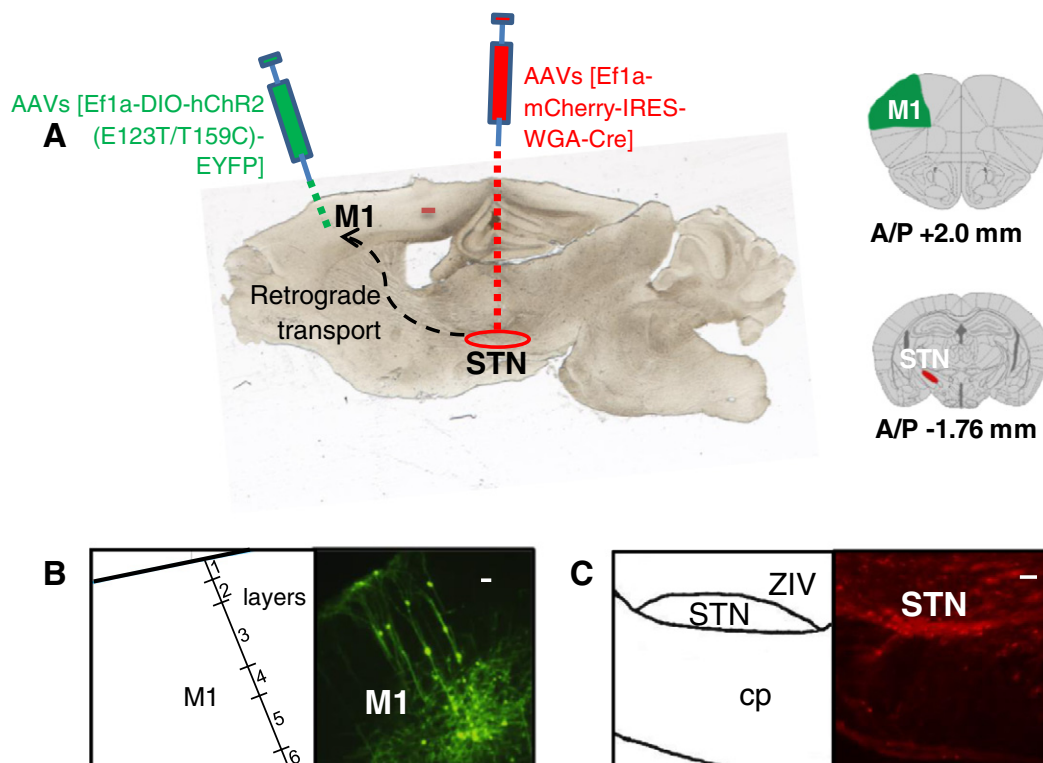 AAVs [Ef1a-DIO-hChR2
(E123T/T159C)-
EYFP]
A
AAVs [Ef1a-
mCherry-IRES-
WGA-Cre]
M1
Retrograde
transport
STN
M1
A/P +2.0 mm
STN
A/P -1.76 mm
B
1
2
layers
3
4
M1
5
6
M1
C
ZIV
STN
cp
STN